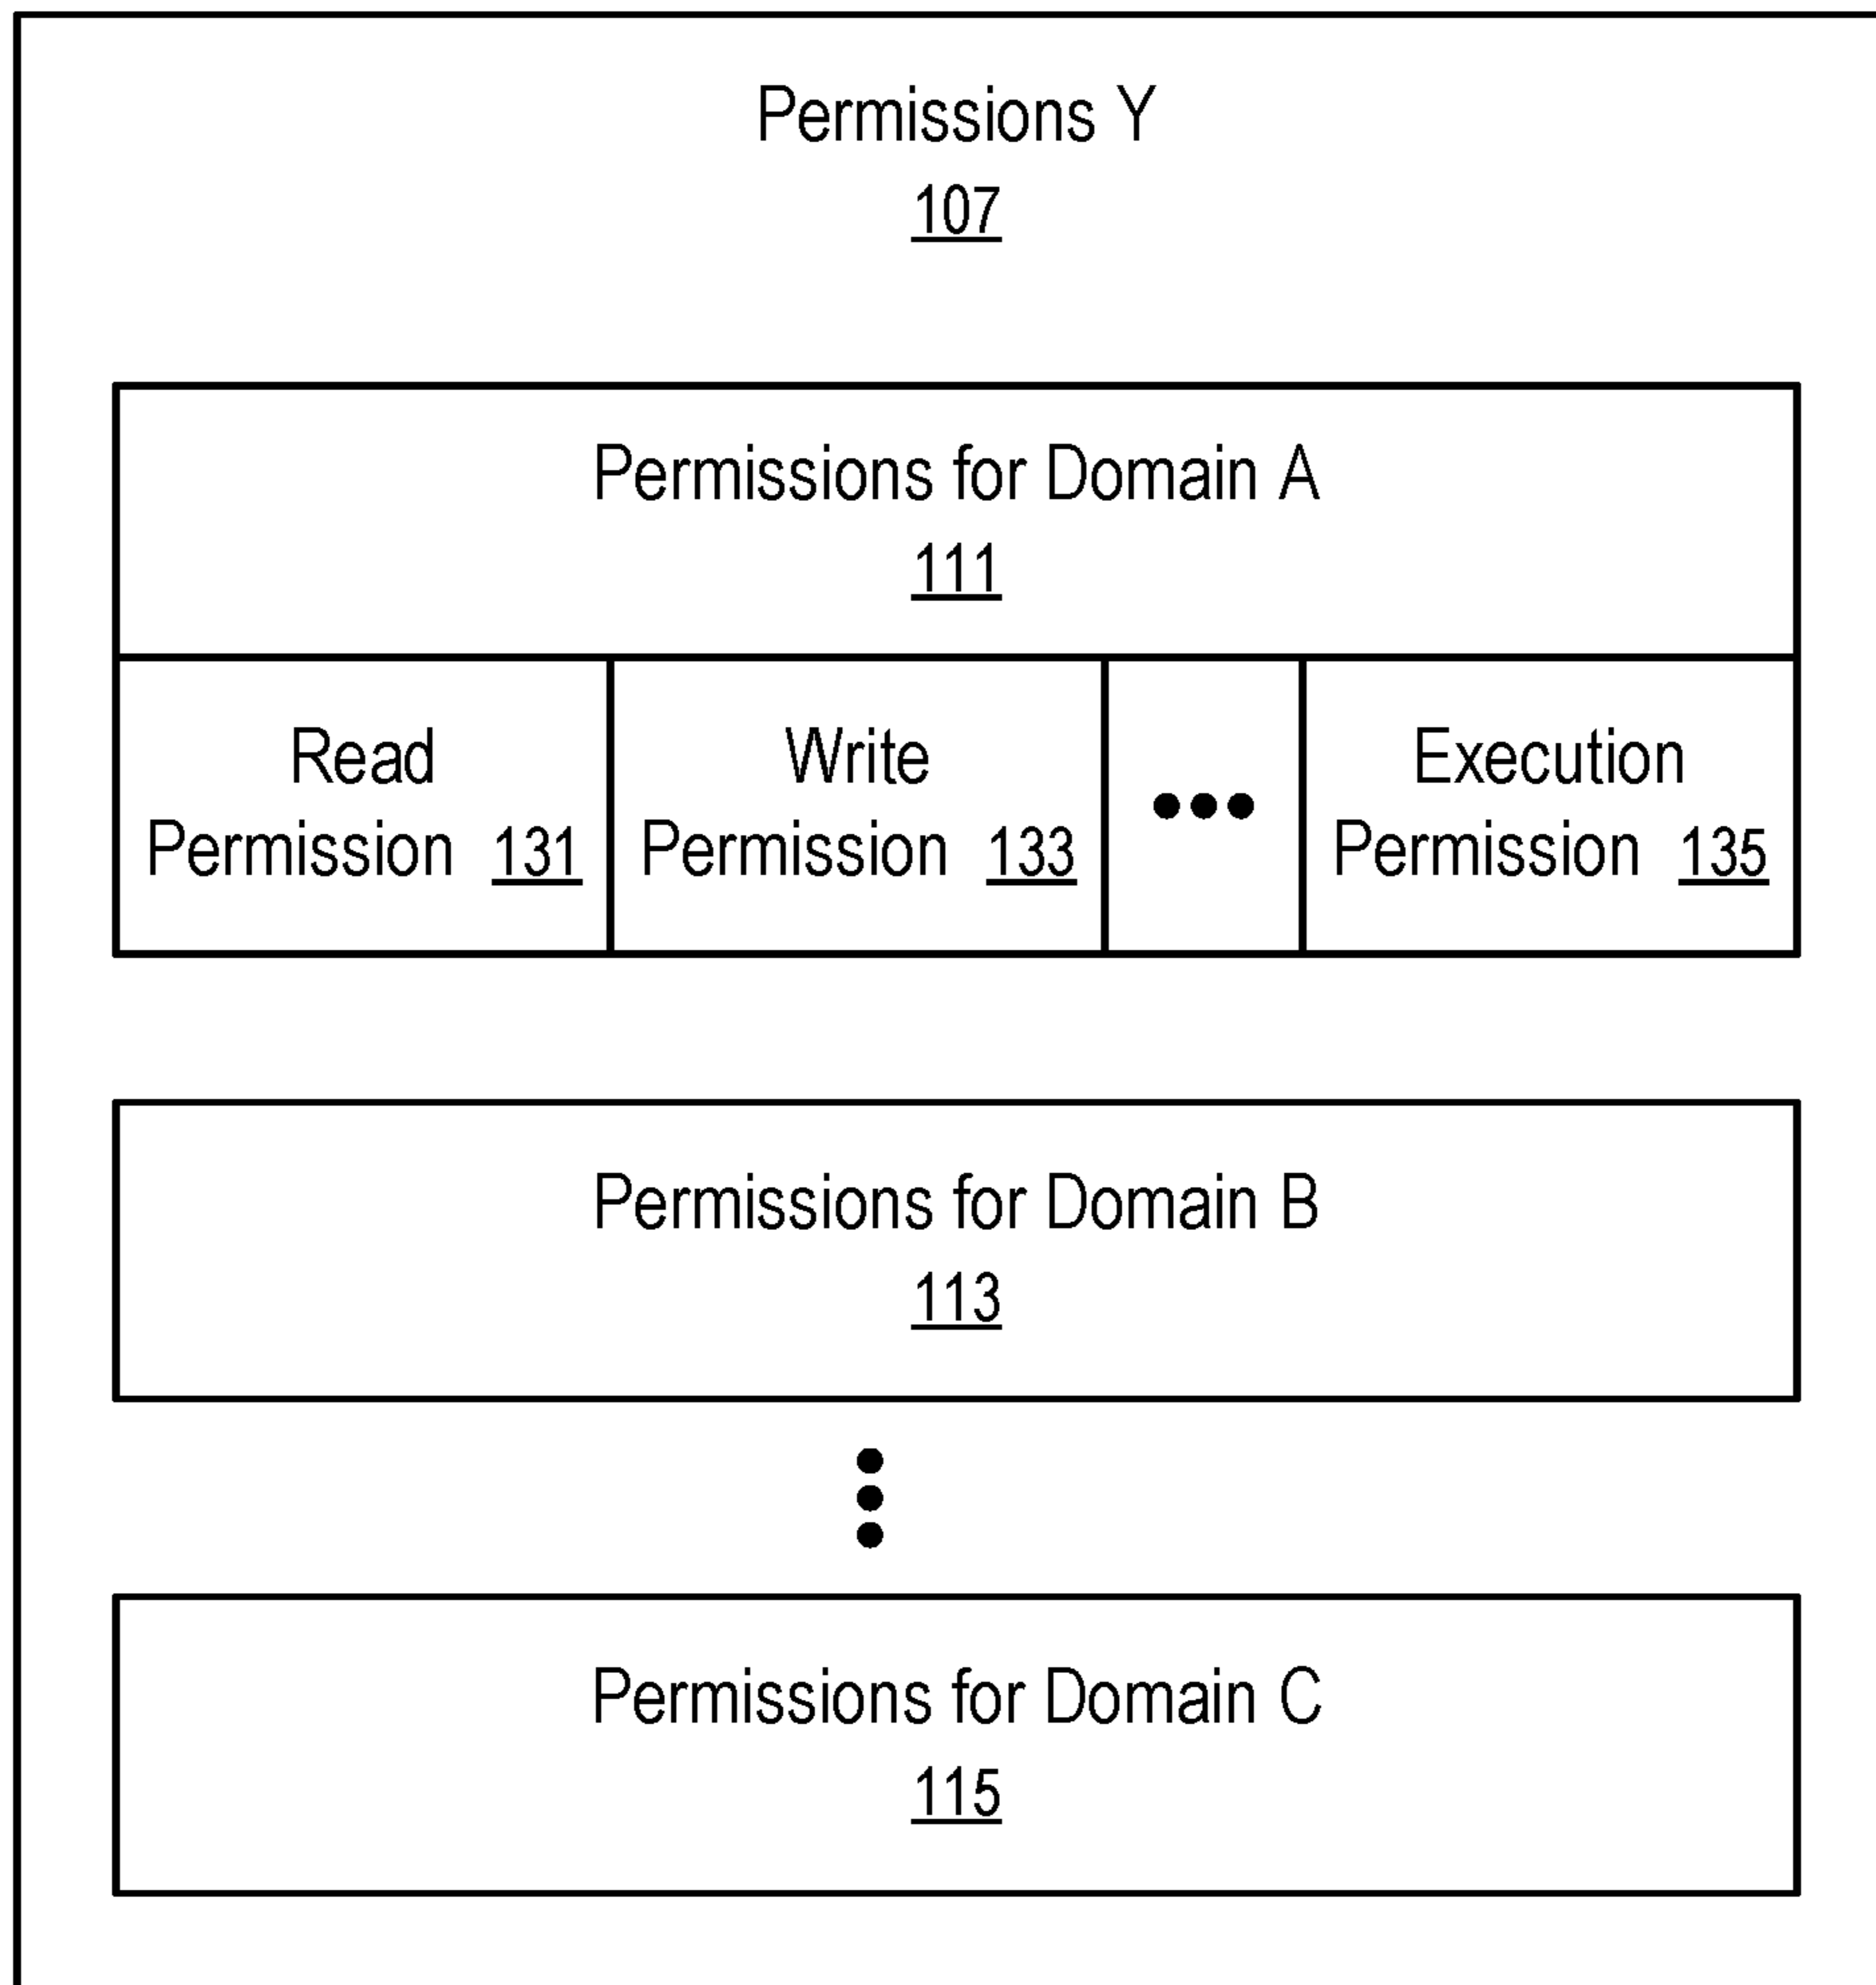 Permissions Y
107
Permissions for Domain A
111
Read
Permission 131
Write
Permission 133
Execution
Permission 135
Permissions for Domain B
113
Permissions for Domain C
115